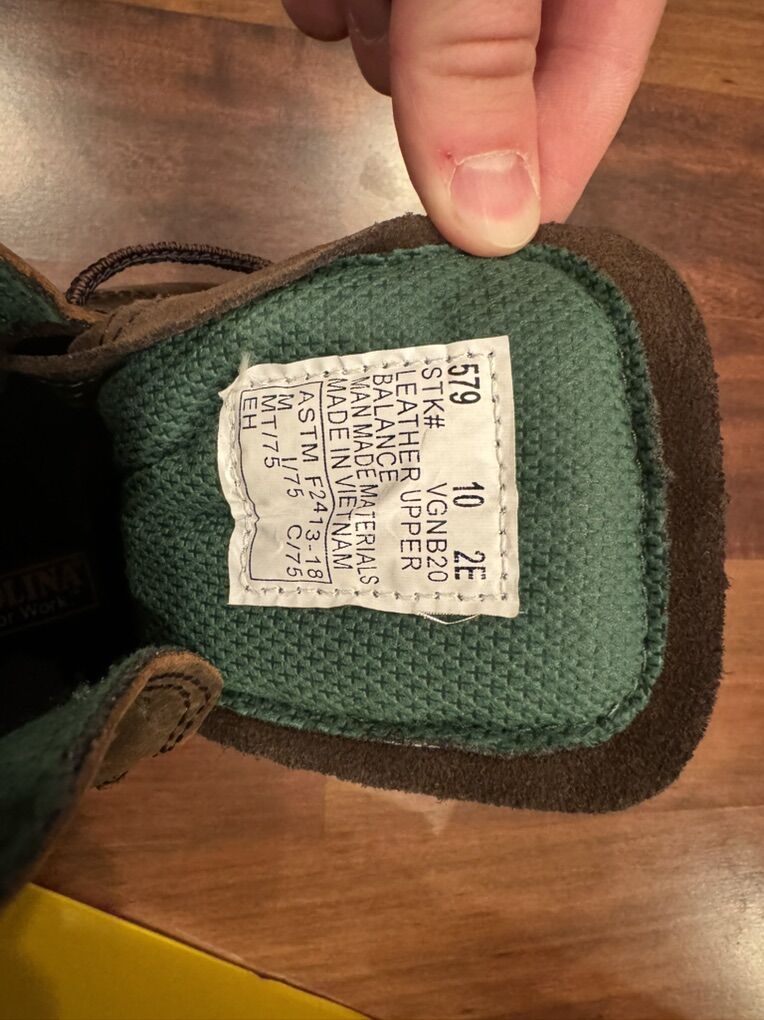 579 10 2E
STK# VGNB20
LEATHER UPPER
BALANCE
MAN MADE MATERIALS
MADE IN VIETNAM
ASTM F2413-18
M I/75 C/75
MT/75
EH